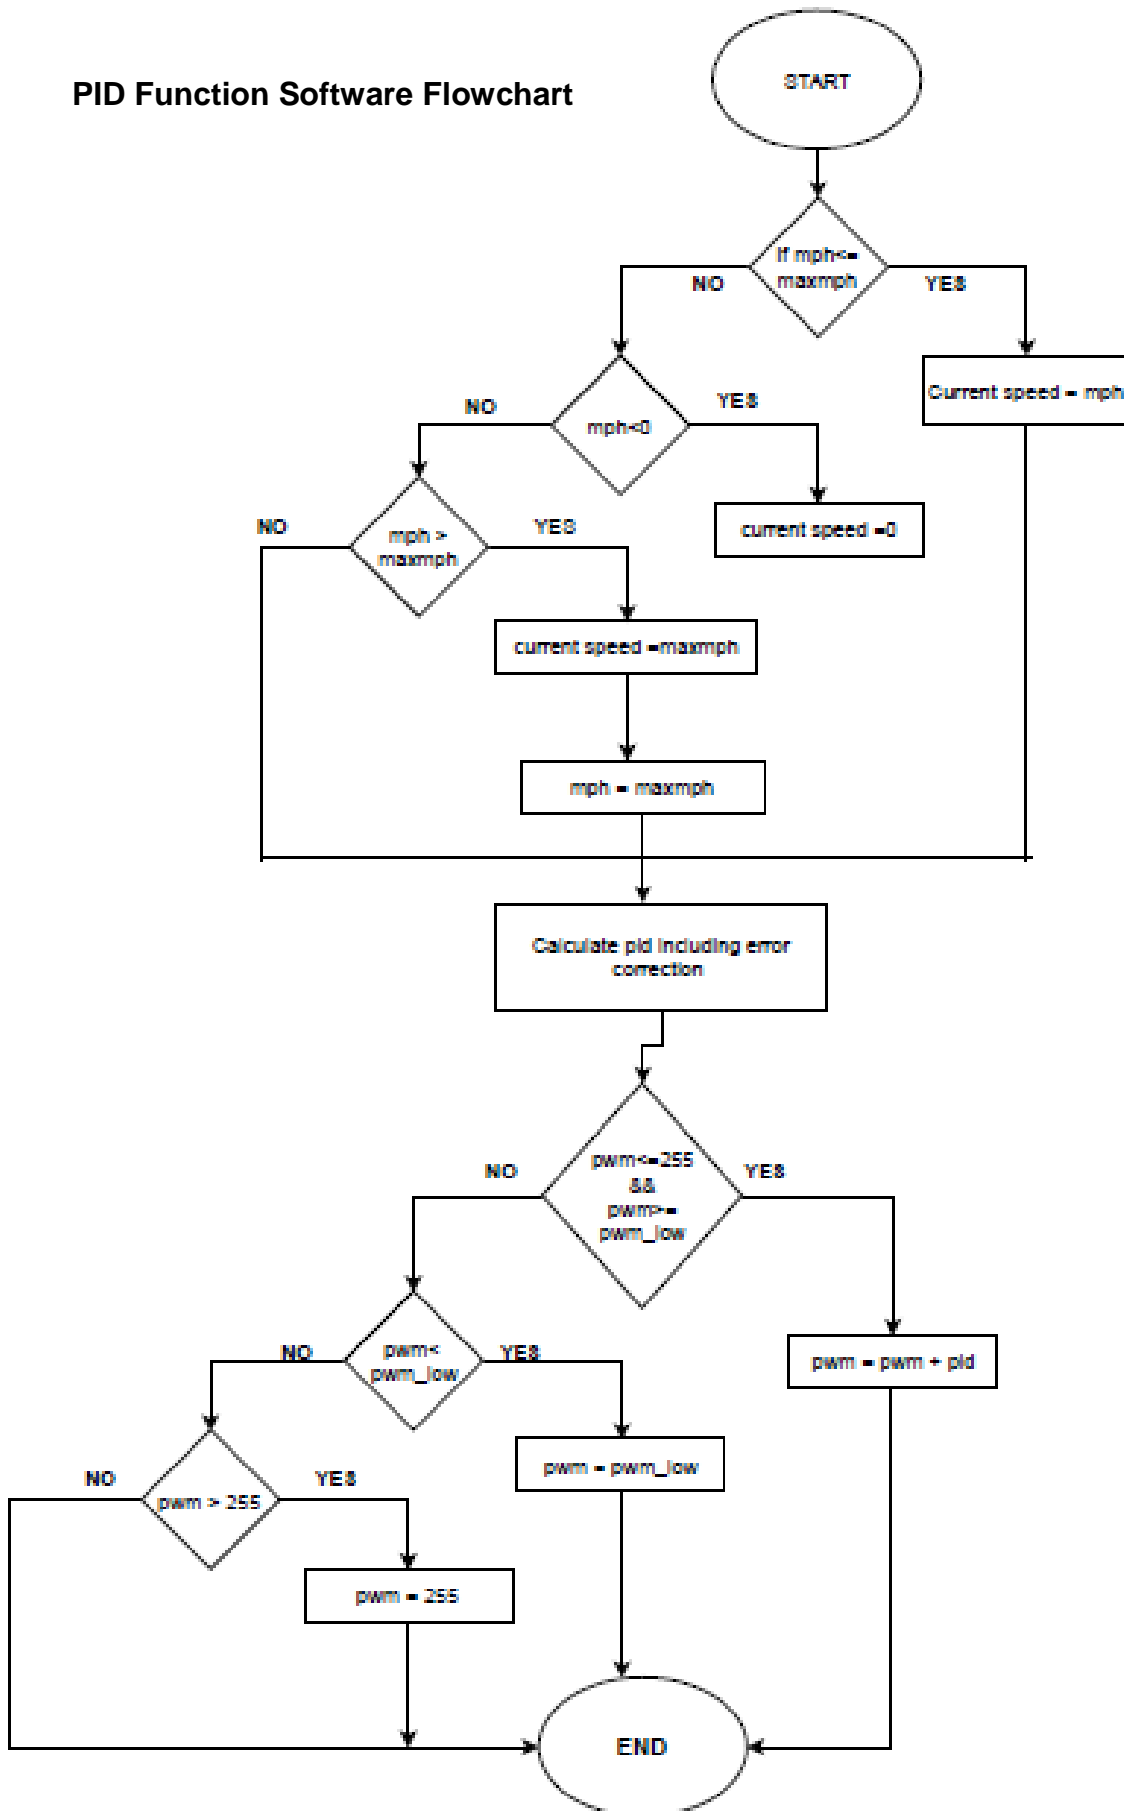 PID Function Software Flowchart
START
If mph<=
maxmph
NO
YES
Current speed = mph
mph<0
NO
YES
current speed =0
mph >
maxmph
NO
YES
current speed =maxmph
mph = maxmph
Calculate pid including error
correction
pwm<=255
&&
pwm>=
pwm_low
NO
YES
pwm = pwm + pid
pwm<
pwm_low
NO
YES
pwm = pwm_low
pwm > 255
NO
YES
pwm = 255
END